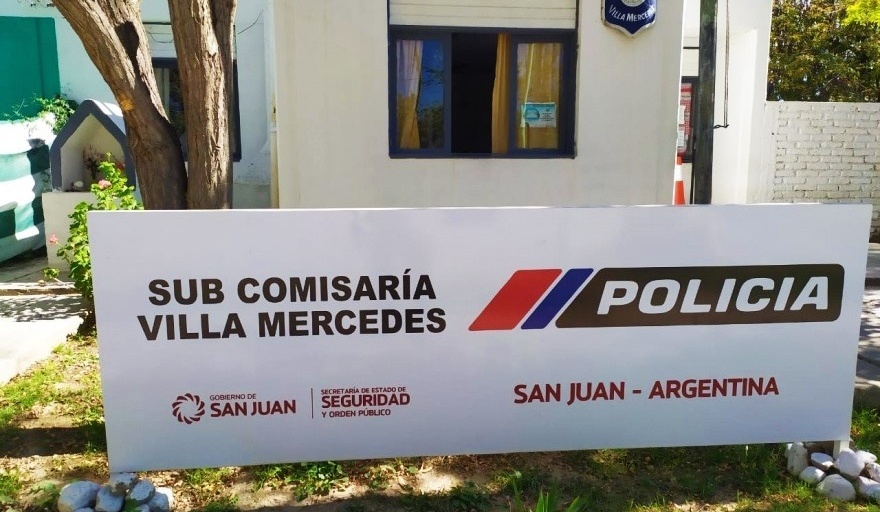 VILLA MERCEDES
SUB COMISARÍA
VILLA MERCEDES
POLICIA
GOBIERNO DE
SAN JUAN
SECRETARÍA DE ESTADO DE
SEGURIDAD
Y ORDEN PÚBLICO
SAN JUAN - ARGENTINA